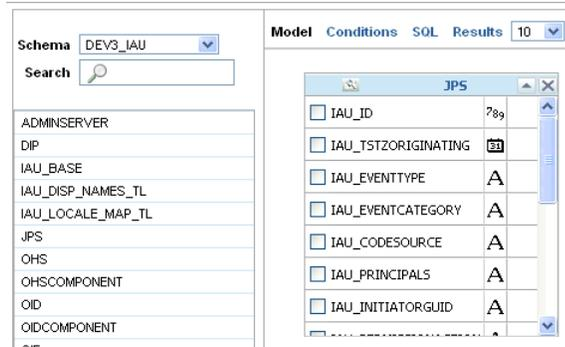 Schema DEV3_IAU
Search
ADMINSERVER
DIP
IAU_BASE
IAU_DISP_NAMES_TL
IAU_LOCALE_MAP_TL
JPS
OHS
OHSCOMPONENT
OID
OIDCOMPONENT
Model Conditions SQL Results 10
JPS
IAU_ID 789
IAU_TSTZORIGINATING 31
IAU_EVENTTYPE A
IAU_EVENTCATEGORY A
IAU_CODESOURCE A
IAU_PRINCIPALS A
IAU_INITIATORGUID A